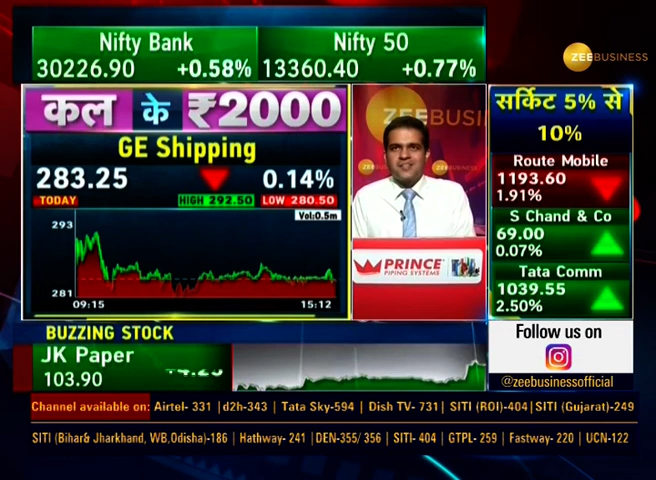 Nifty Bank
30226.90 +0.58%
Nifty 50
13360.40 +0.77%
ZEEBUSINESS
कल के ₹2000
GE Shipping
283.25 0.14%
TODAY HIGH 292.50 LOW 280.50
Vol:0.5m
293
281
09:15 15:12
ZEEBUSIN
ZEEBUSINESS
ZEEBUSINESS
PRINCE
PIPING SYSTEMS
सर्किट 5% से
10%
Route Mobile
1193.60
1.91%
S Chand & Co
69.00
0.07%
Tata Comm
1039.55
2.50%
BUZZING STOCK
JK Paper
103.90
Follow us on
@zeebusinessofficial
Channel available on: Airtel- 331 |d2h-343 | Tata Sky-594 | Dish TV- 731| SITI (ROI)-404|SITI (Gujarat)-249
SITI (Bihar& Jharkhand, WB,Odisha)-186 | Hathway- 241 |DEN-355/ 356 | SITI- 404 | GTPL- 259 | Fastway- 220 | UCN-122